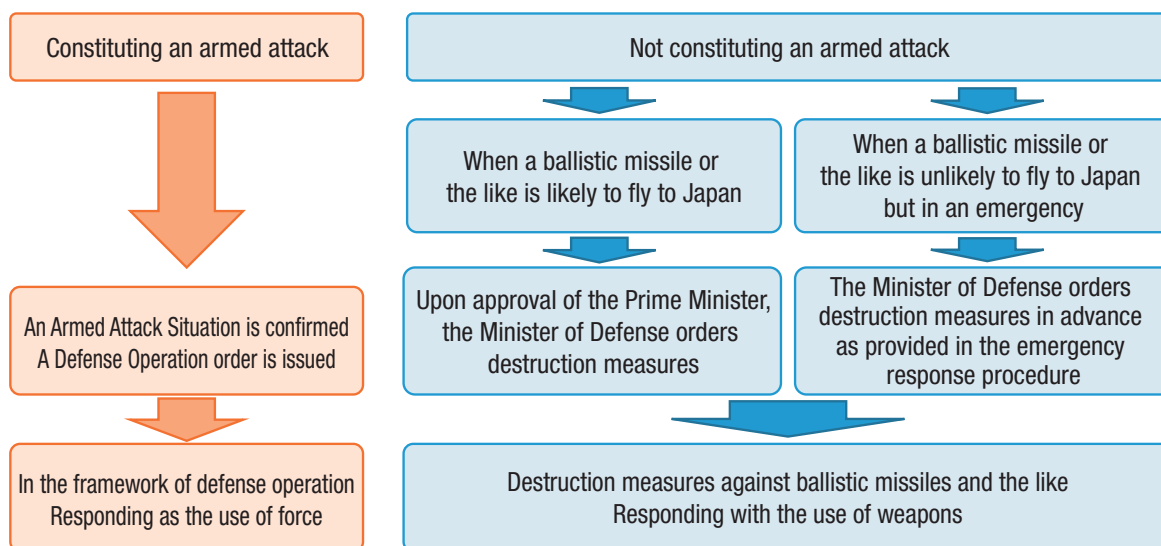 Constituting an armed attack
Not constituting an armed attack
When a ballistic missile or
the like is likely to fly to Japan
When a ballistic missile or
the like is unlikely to fly to Japan
but in an emergency
An Armed Attack Situation is confirmed
A Defense Operation order is issued
Upon approval of the Prime Minister,
the Minister of Defense orders
destruction measures
The Minister of Defense orders
destruction measures in advance
as provided in the emergency
response procedure
In the framework of defense operation
Responding as the use of force
Destruction measures against ballistic missiles and the like
Responding with the use of weapons